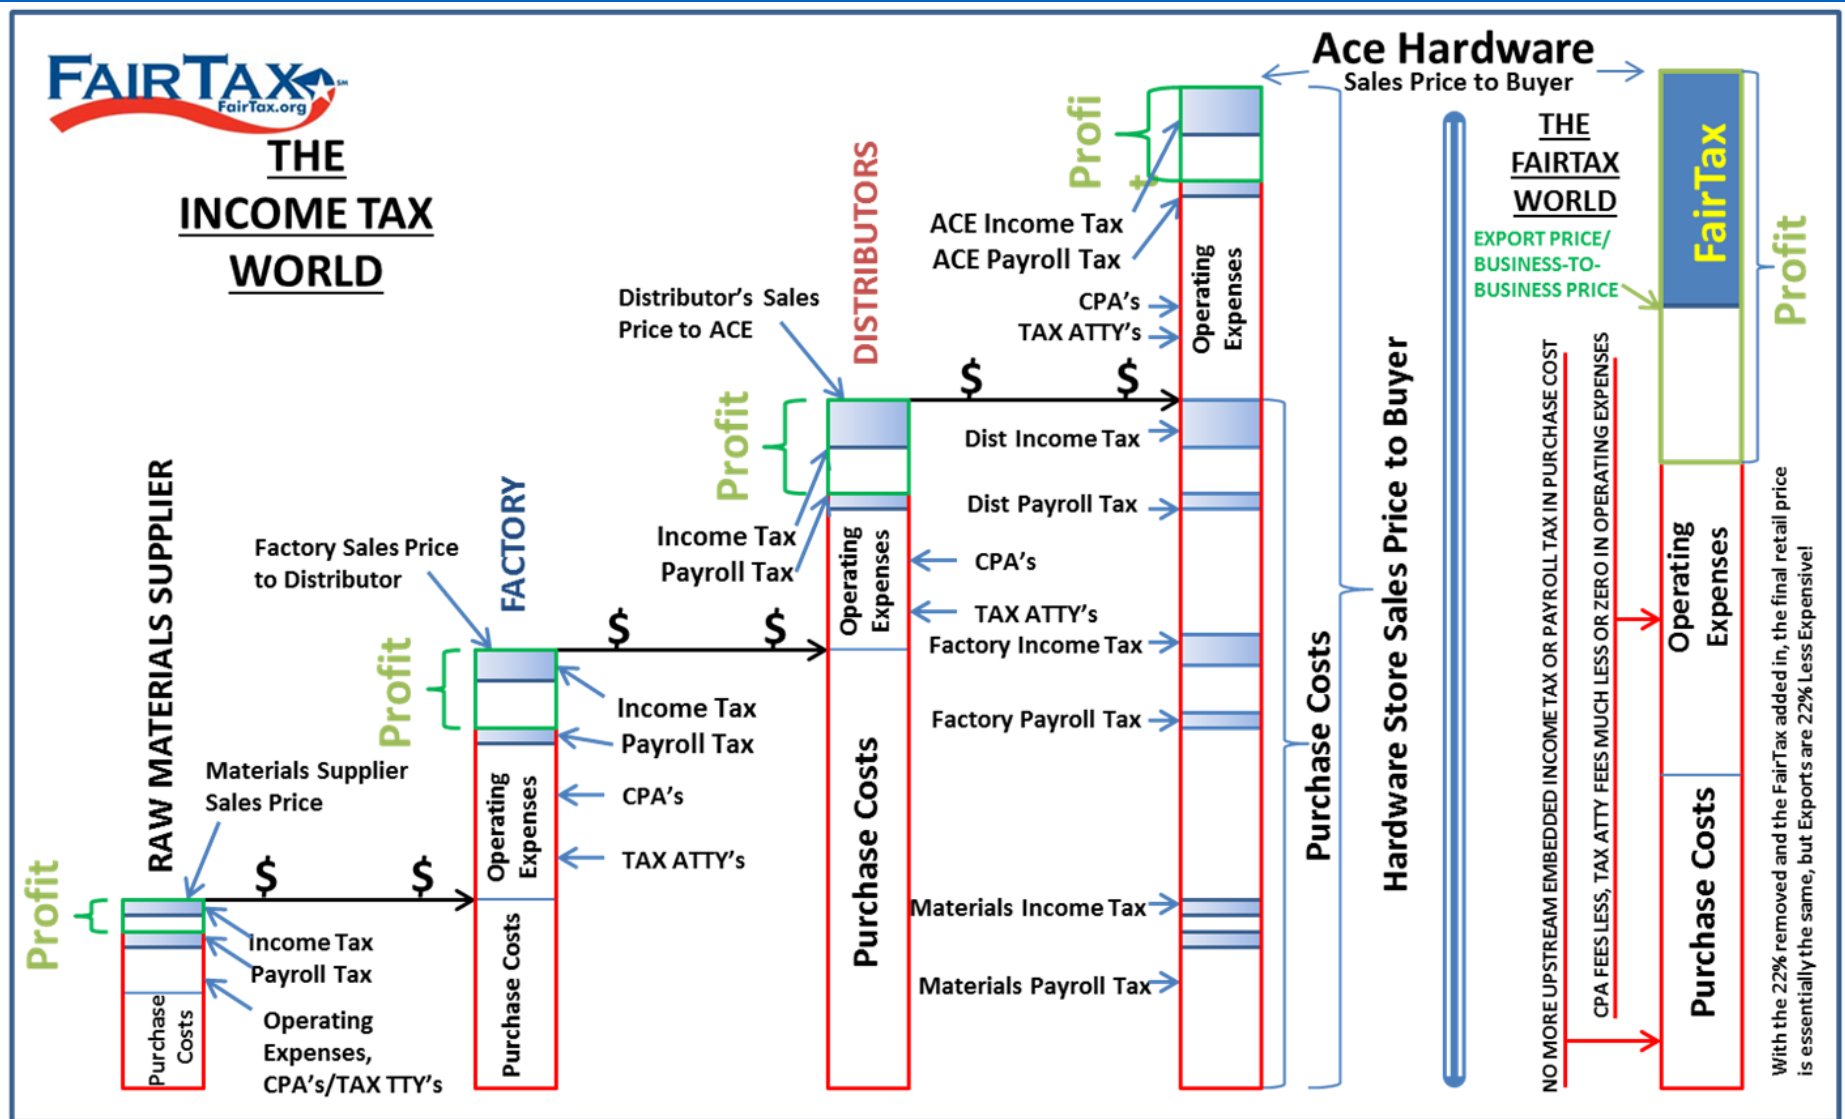 FAIRTAX SM
FairTax.org
THE
INCOME TAX
WORLD
Ace Hardware
Sales Price to Buyer
THE
FAIRTAX
WORLD
EXPORT PRICE/
BUSINESS-TO-
BUSINESS PRICE
FairTax
Profit
RAW MATERIALS SUPPLIER
Materials Supplier
Sales Price
Profit
Income Tax
Payroll Tax
Operating
Expenses,
CPA's/TAX TTY's
Purchase
Costs
$ $
FACTORY
Factory Sales Price
to Distributor
Profit
Income Tax
Payroll Tax
CPA's
TAX ATTY's
Operating
Expenses
Purchase Costs
$ $
DISTRIBUTORS
Distributor's Sales
Price to ACE
Profit
Income Tax
Payroll Tax
Operating
Expenses
CPA's
TAX ATTY's
Purchase Costs
$ $
Profi
t
ACE Income Tax
ACE Payroll Tax
CPA's
TAX ATTY's
Operating
Expenses
Dist Income Tax
Dist Payroll Tax
Factory Income Tax
Factory Payroll Tax
Materials Income Tax
Materials Payroll Tax
Purchase Costs
Hardware Store Sales Price to Buyer
NO MORE UPSTREAM EMBEDDED INCOME TAX OR PAYROLL TAX IN PURCHASE COST
CPA FEES LESS, TAX ATTY FEES MUCH LESS OR ZERO IN OPERATING EXPENSES
Operating
Expenses
Purchase Costs
With the 22% removed and the FairTax added in, the final retail price
is essentially the same, but Exports are 22% Less Expensive!